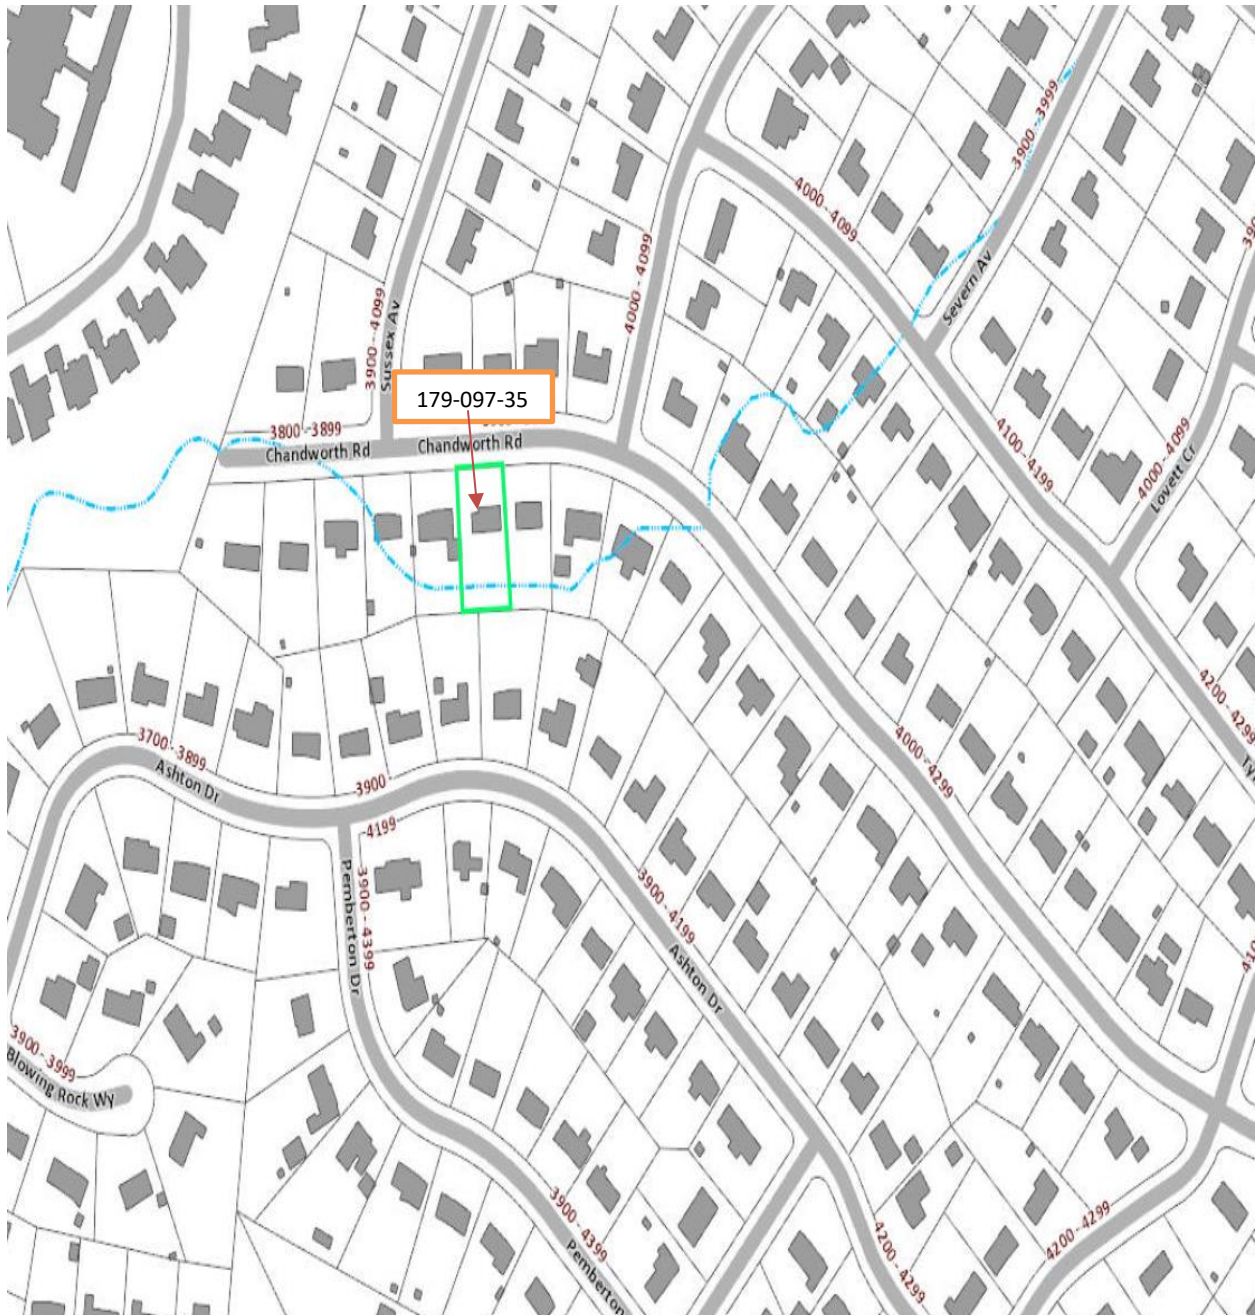 3900 - 3999
4000 - 4099
Severn Av
4000 - 4099
3900 - 4099
Sussex Av
179-097-35
3800 - 3899
Chandworth Rd
Chandworth Rd
4100 - 4199
4000 - 4099
Lovett Cr
4200 - 4299
4000 - 4299
3700 - 3899
Ashton Dr
3900
-4199
Pemberton Dr
3900 - 4399
3900 - 4199
Ashton Dr
3900 - 3999
Blowing Rock Wy
3900 - 4399
Pemberton
4200 - 4299
4200 - 4299